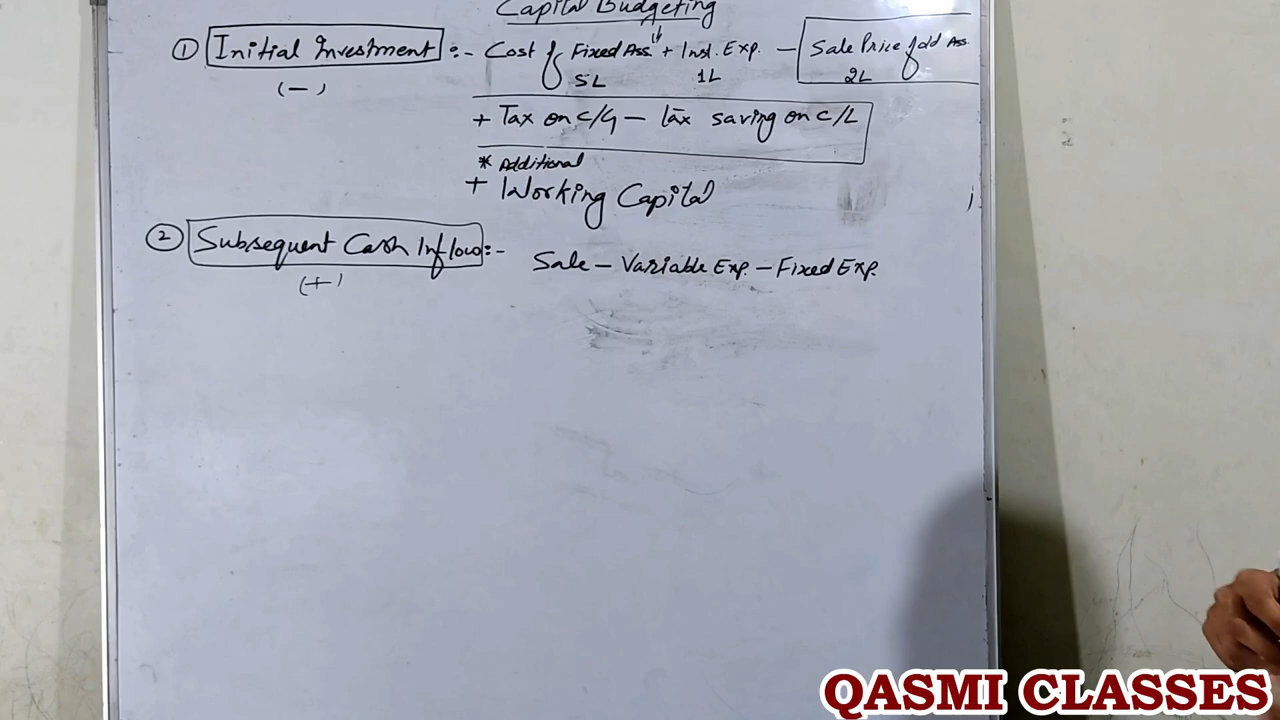 Capital Budgeting
① Initial Investment :- Cost of Fixed Ass. + Inst. Exp. - Sale Price of old Ass.
5L 1L 2L
(-)
+ Tax on C/G - Tax saving on C/L
* Additional
+ Working Capital
② Subsequent Cash Inflow :- Sale - Variable Exp. - Fixed Exp.
(+)
QASMI CLASSES